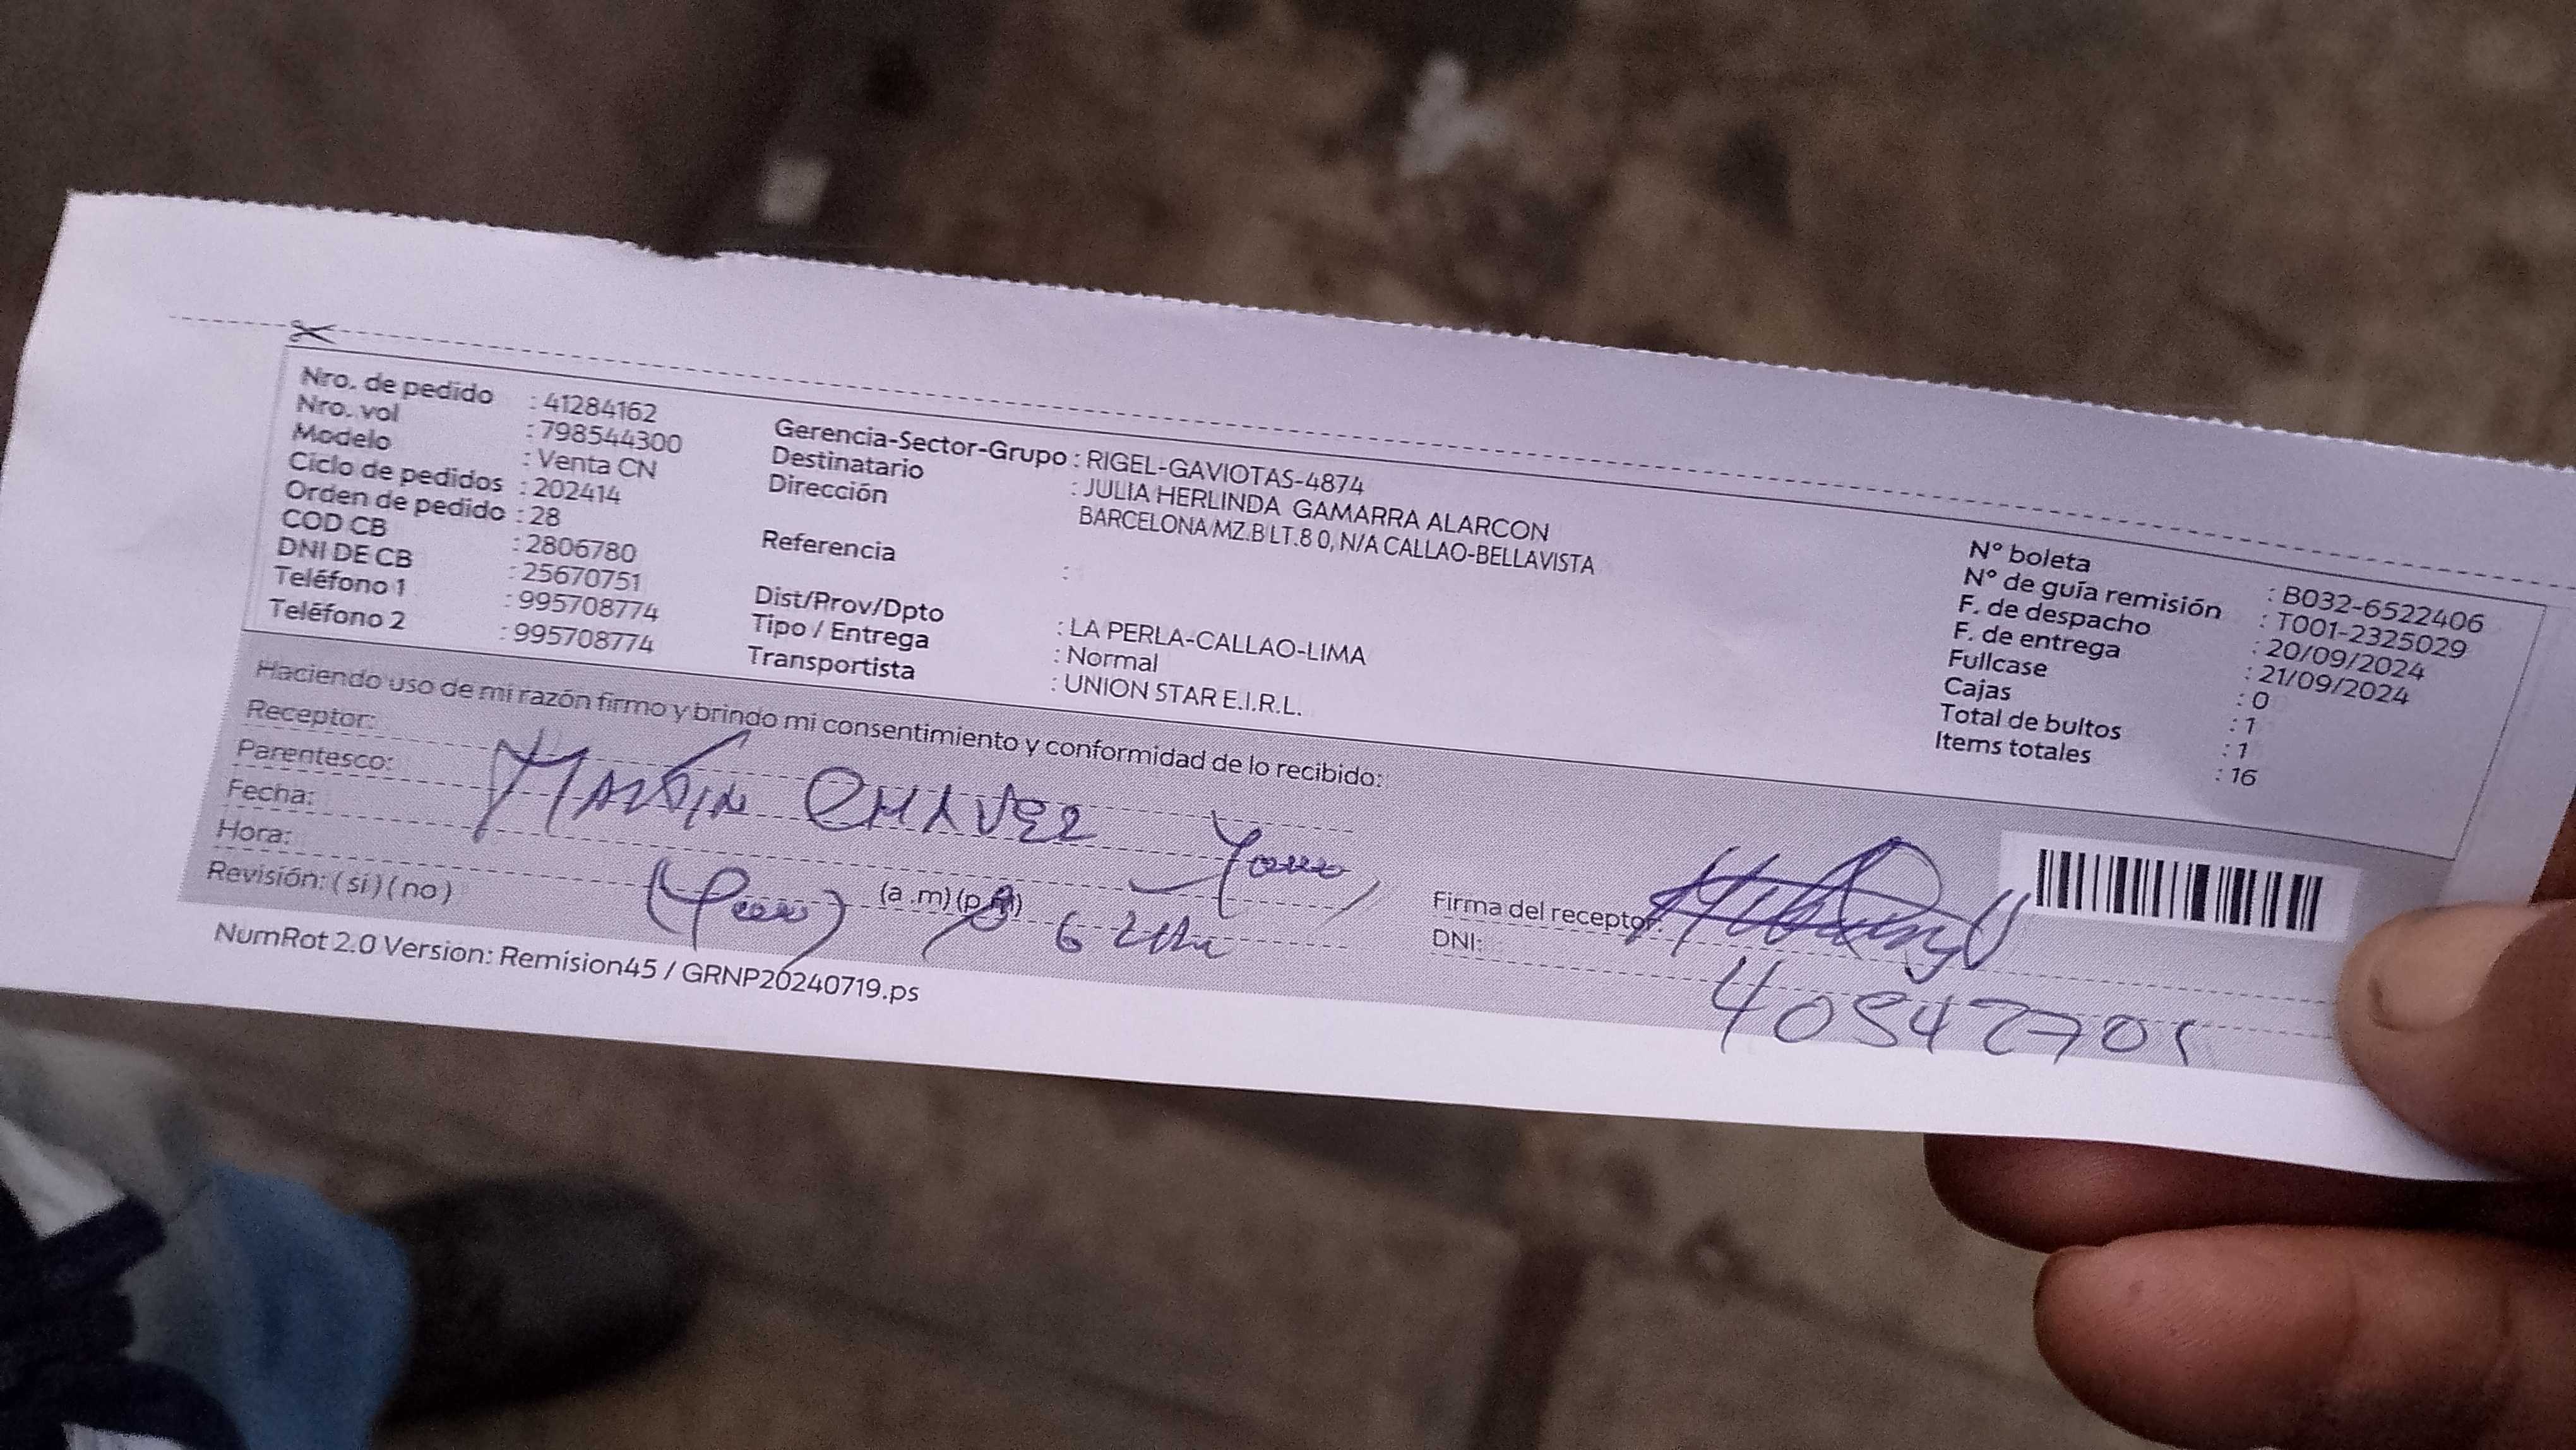 Nro. de pedido : 41284162
Nro. vol : 798544300
Modelo : Venta CN
Ciclo de pedidos : 202414
Orden de pedido : 28
COD CB : 2806780
DNI DE CB : 25670751
Teléfono 1 : 995708774
Teléfono 2 : 995708774
Gerencia-Sector-Grupo : RIGEL-GAVIOTAS-4874
Destinatario : JULIA HERLINDA GAMARRA ALARCON
Dirección BARCELONA MZ.B LT.8 0, N/A CALLAO-BELLAVISTA
Referencia :
Dist/Prov/Dpto : LA PERLA-CALLAO-LIMA
Tipo / Entrega : Normal
Transportista : UNION STAR E.I.R.L.
N° boleta : B032-6522406
N° de guía remisión : T001-2325029
F. de despacho : 20/09/2024
F. de entrega : 21/09/2024
Fullcase : 0
Cajas : 1
Total de bultos : 1
Items totales : 16
Haciendo uso de mi razón firmo y brindo mi consentimiento y conformidad de lo recibido:
Receptor:
Parentesco: MARTIN CHAVEZ
Fecha:
Hora: (a .m) (p.m)
Revisión: ( si ) ( no )
Firma del receptor:
DNI: 40542701
NumRot 2.0 Version: Remision45 / GRNP20240719.ps